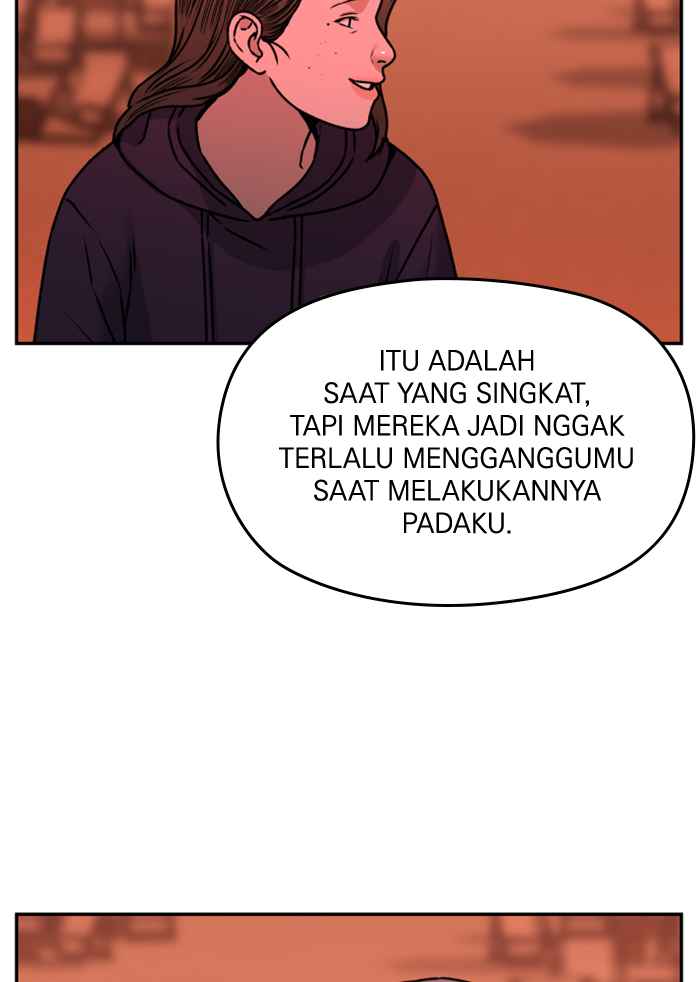 ITU ADALAH
SAAT YANG SINGKAT,
TAPI MEREKA JADI NGGAK
TERLALU MENGGANGGUMU
SAAT MELAKUKANNYA
PADAKU.